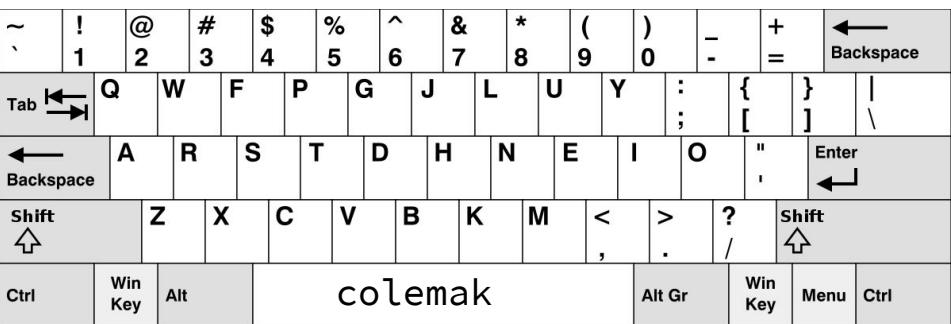 ~ ! @ # $ % ^ & * ( ) _ +
` 1 2 3 4 5 6 7 8 9 0 - = Backspace
Tab Q W F P G J L U Y : { } |
; [ ] \
Backspace A R S T D H N E I O " Enter
'
Shift Z X C V B K M < > ? Shift
, . /
Ctrl Win Key Alt colemak Alt Gr Win Key Menu Ctrl